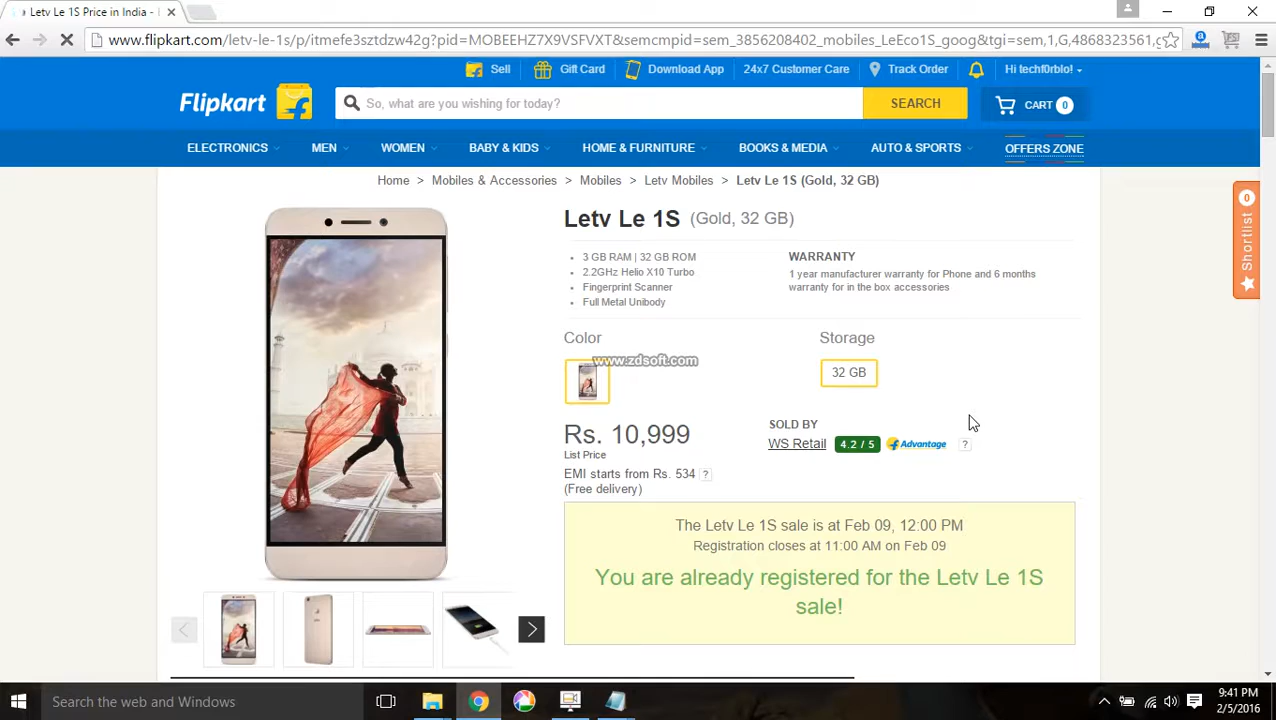 Letv Le 1S Price in India -
www.flipkart.com/letv-le-1s/p/itmefe3sztdzw42g?pid=MOBEEHZ7X9VSFVXT&semcmpid=sem_3856208402_mobiles_LeEco1S_goog&tgi=sem,1,G,4868323561,g
Sell
Gift Card
Download App
24x7 Customer Care
Track Order
Hi techf0rblo!
Flipkart
So, what are you wishing for today?
SEARCH
CART 0
ELECTRONICS
MEN
WOMEN
BABY & KIDS
HOME & FURNITURE
BOOKS & MEDIA
AUTO & SPORTS
OFFERS ZONE
Home > Mobiles & Accessories > Mobiles > Letv Mobiles > Letv Le 1S (Gold, 32 GB)
0
Shortlist
Letv Le 1S (Gold, 32 GB)
3 GB RAM | 32 GB ROM
2.2GHz Helio X10 Turbo
Fingerprint Scanner
Full Metal Unibody
WARRANTY
1 year manufacturer warranty for Phone and 6 months
warranty for in the box accessories
Color
Storage
www.zdsoft.com
32 GB
Rs. 10,999
List Price
EMI starts from Rs. 534 ?
(Free delivery)
SOLD BY
WS Retail 4.2 / 5 Advantage ?
The Letv Le 1S sale is at Feb 09, 12:00 PM
Registration closes at 11:00 AM on Feb 09
You are already registered for the Letv Le 1S
sale!
Search the web and Windows
9:41 PM
2/5/2016